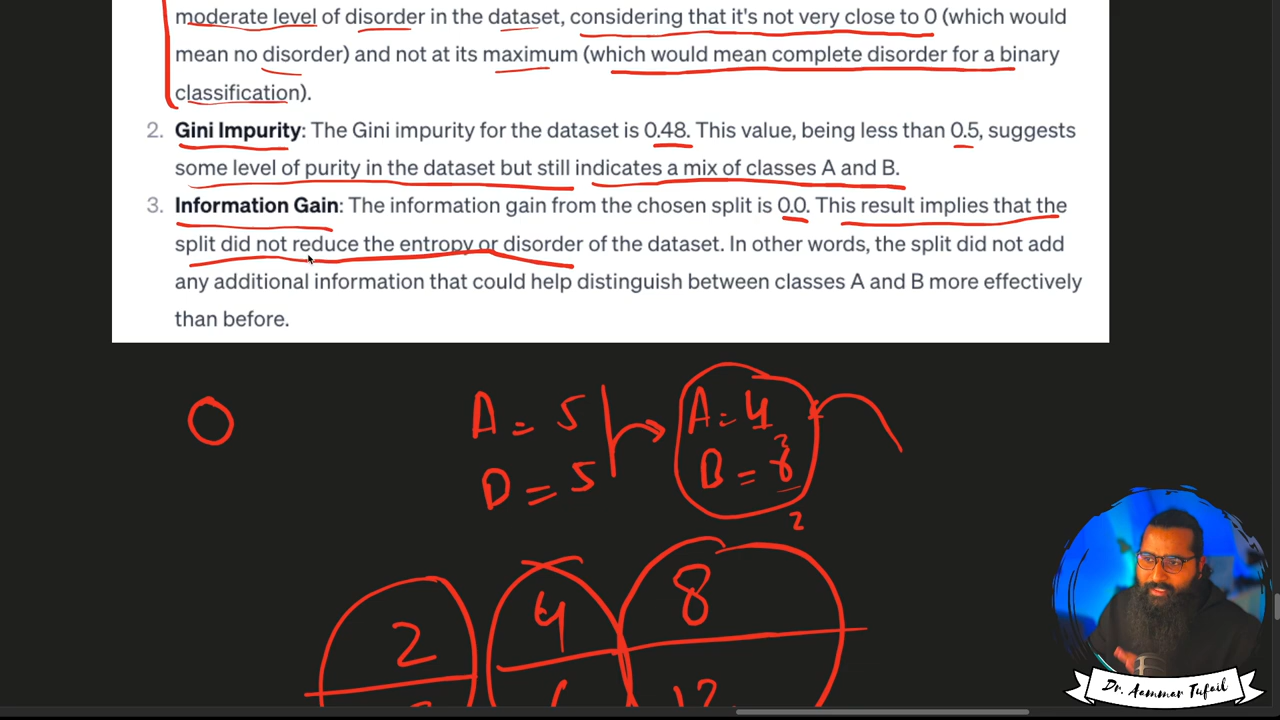 moderate level of disorder in the dataset, considering that it's not very close to 0 (which would
mean no disorder) and not at its maximum (which would mean complete disorder for a binary
classification).
2. Gini Impurity: The Gini impurity for the dataset is 0.48. This value, being less than 0.5, suggests
some level of purity in the dataset but still indicates a mix of classes A and B.
3. Information Gain: The information gain from the chosen split is 0.0. This result implies that the
split did not reduce the entropy or disorder of the dataset. In other words, the split did not add
any additional information that could help distinguish between classes A and B more effectively
than before.
A = 5
A = 4
B =
2
2 4 8
Dr. Aammar Tufail